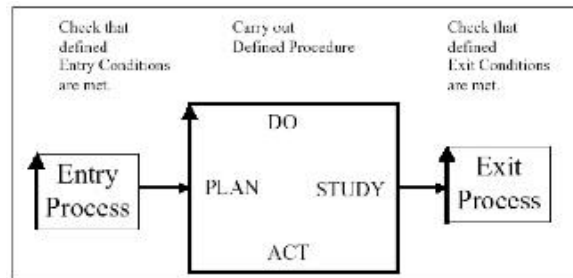 Check that
defined
Entry Conditions
are met.
Carry out
Defined Procedure
Check that
defined
Exit Conditions
are met.
Entry
Process
DO
PLAN
STUDY
ACT
Exit
Process